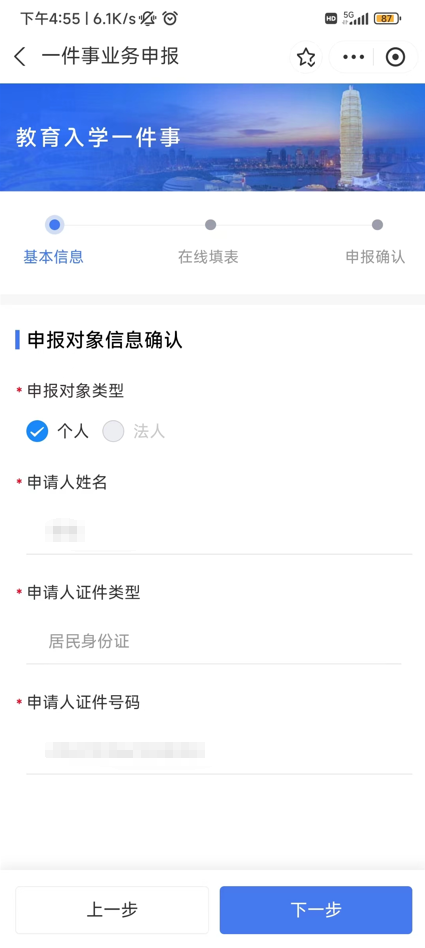 下午4:55 | 6.1K/s
HD 5G 87
一件事业务申报
教育入学一件事
基本信息 在线填表 申报确认
申报对象信息确认
* 申报对象类型
个人 法人
* 申请人姓名
* 申请人证件类型
居民身份证
* 申请人证件号码
上一步 下一步